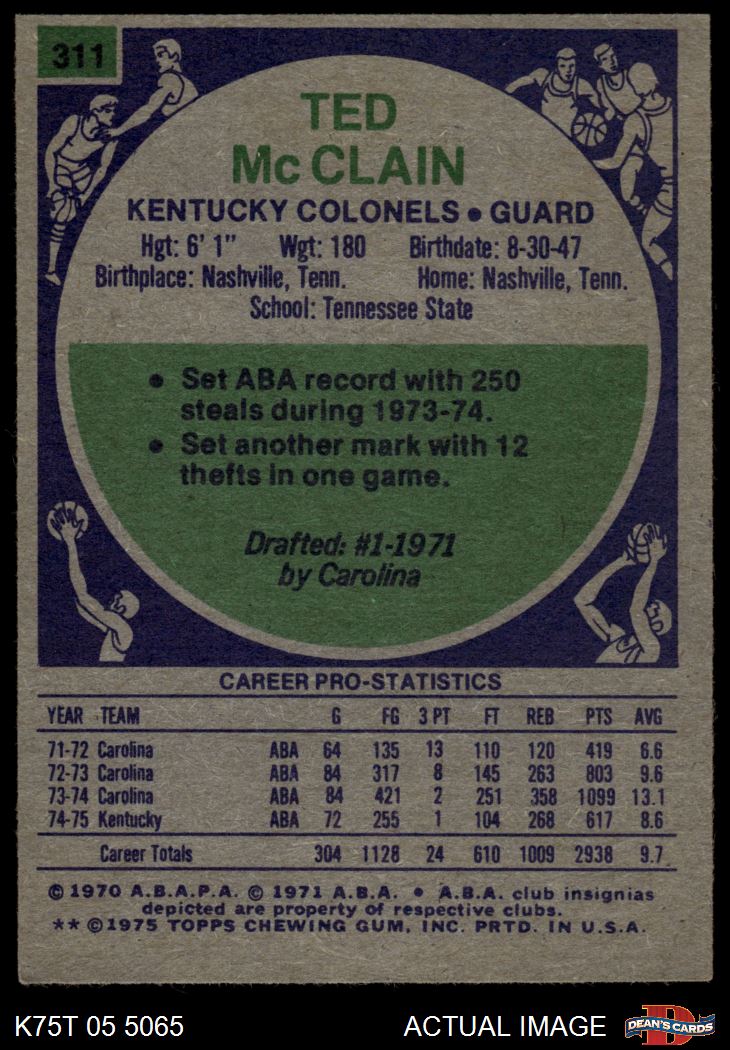 311
TED
McCLAIN
KENTUCKY COLONELS • GUARD
Hgt: 6' 1" Wgt: 180 Birthdate: 8-30-47
Birthplace: Nashville, Tenn. Home: Nashville, Tenn.
School: Tennessee State
• Set ABA record with 250
steals during 1973-74.
• Set another mark with 12
thefts in one game.
Drafted: #1-1971
by Carolina
CAREER PRO-STATISTICS
YEAR TEAM G FG 3 PT FT REB PTS AVG
71-72 Carolina ABA 64 135 13 110 120 419 6.6
72-73 Carolina ABA 84 317 8 145 263 803 9.6
73-74 Carolina ABA 84 421 2 251 358 1099 13.1
74-75 Kentucky ABA 72 255 1 104 268 617 8.6
Career Totals 304 1128 24 610 1009 2938 9.7
© 1970 A.B.A.P.A. © 1971 A.B.A. • A.B.A. club insignias
depicted are property of respective clubs.
** ©1975 TOPPS CHEWING GUM, INC. PRTD. IN U.S.A.
K75T 05 5065 ACTUAL IMAGE
D
DEAN'S CARDS